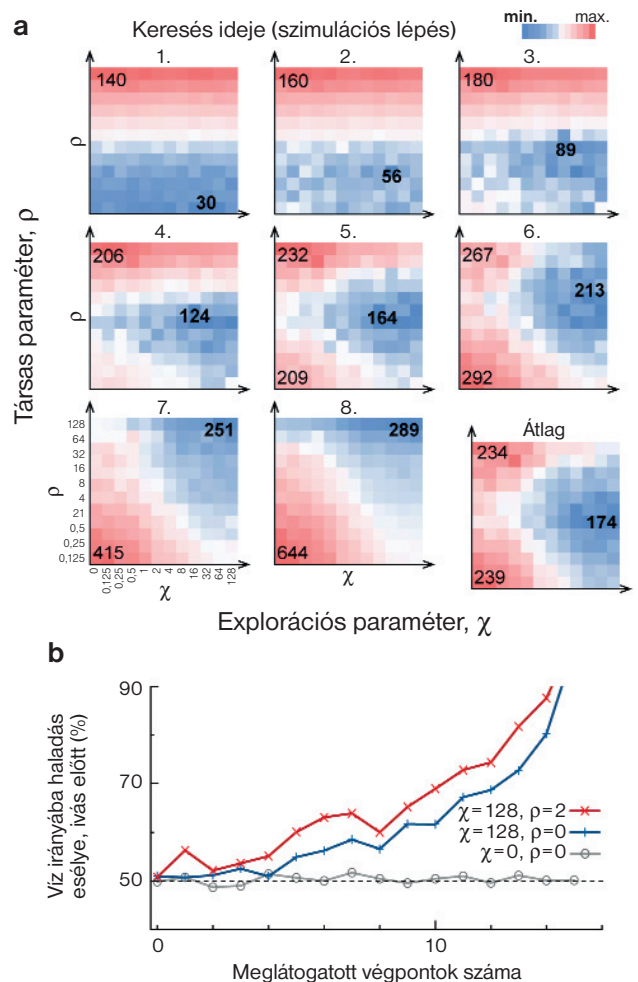 a
Keresés ideje (szimulációs lépés)
min. max.
1. 2. 3.
140 160 180
ρ
30 56 89
4. 5. 6.
206 232 267
ρ
124 164 213
209 292
Társas paraméter, ρ
7. 8. Átlag
251 289 234
128
64
32
16
8
4
21
0,5
0,25
0,125
ρ
415 644 174
239
0 0,125 0,25 0,5 1 2 4 8 16 32 64 128
χ χ
Explorációs paraméter, χ
b
Víz irányába haladás
esélye, ivás előtt (%)
90
70
50
χ=128, ρ=2
χ=128, ρ=0
χ=0, ρ=0
0 10
Meglátogatott végpontok száma